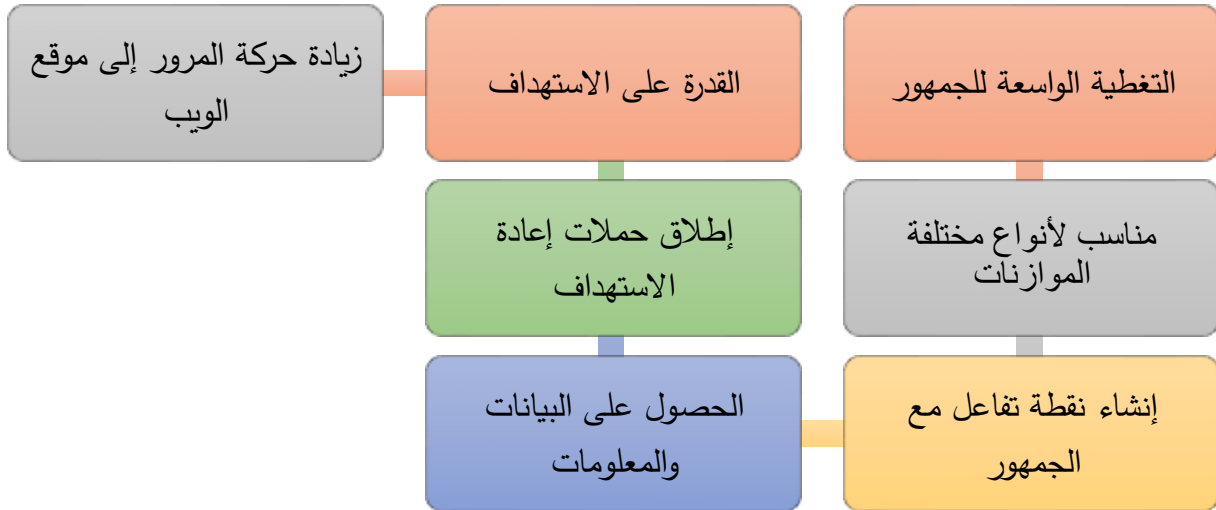 التغطية الواسعة للجمهور
مناسب لأنواع مختلفة
الموازنات
إنشاء نقطة تفاعل مع
الجمهور
الحصول على البيانات
والمعلومات
إطلاق حملات إعادة
الاستهداف
القدرة على الاستهداف
زيادة حركة المرور إلى موقع
الويب